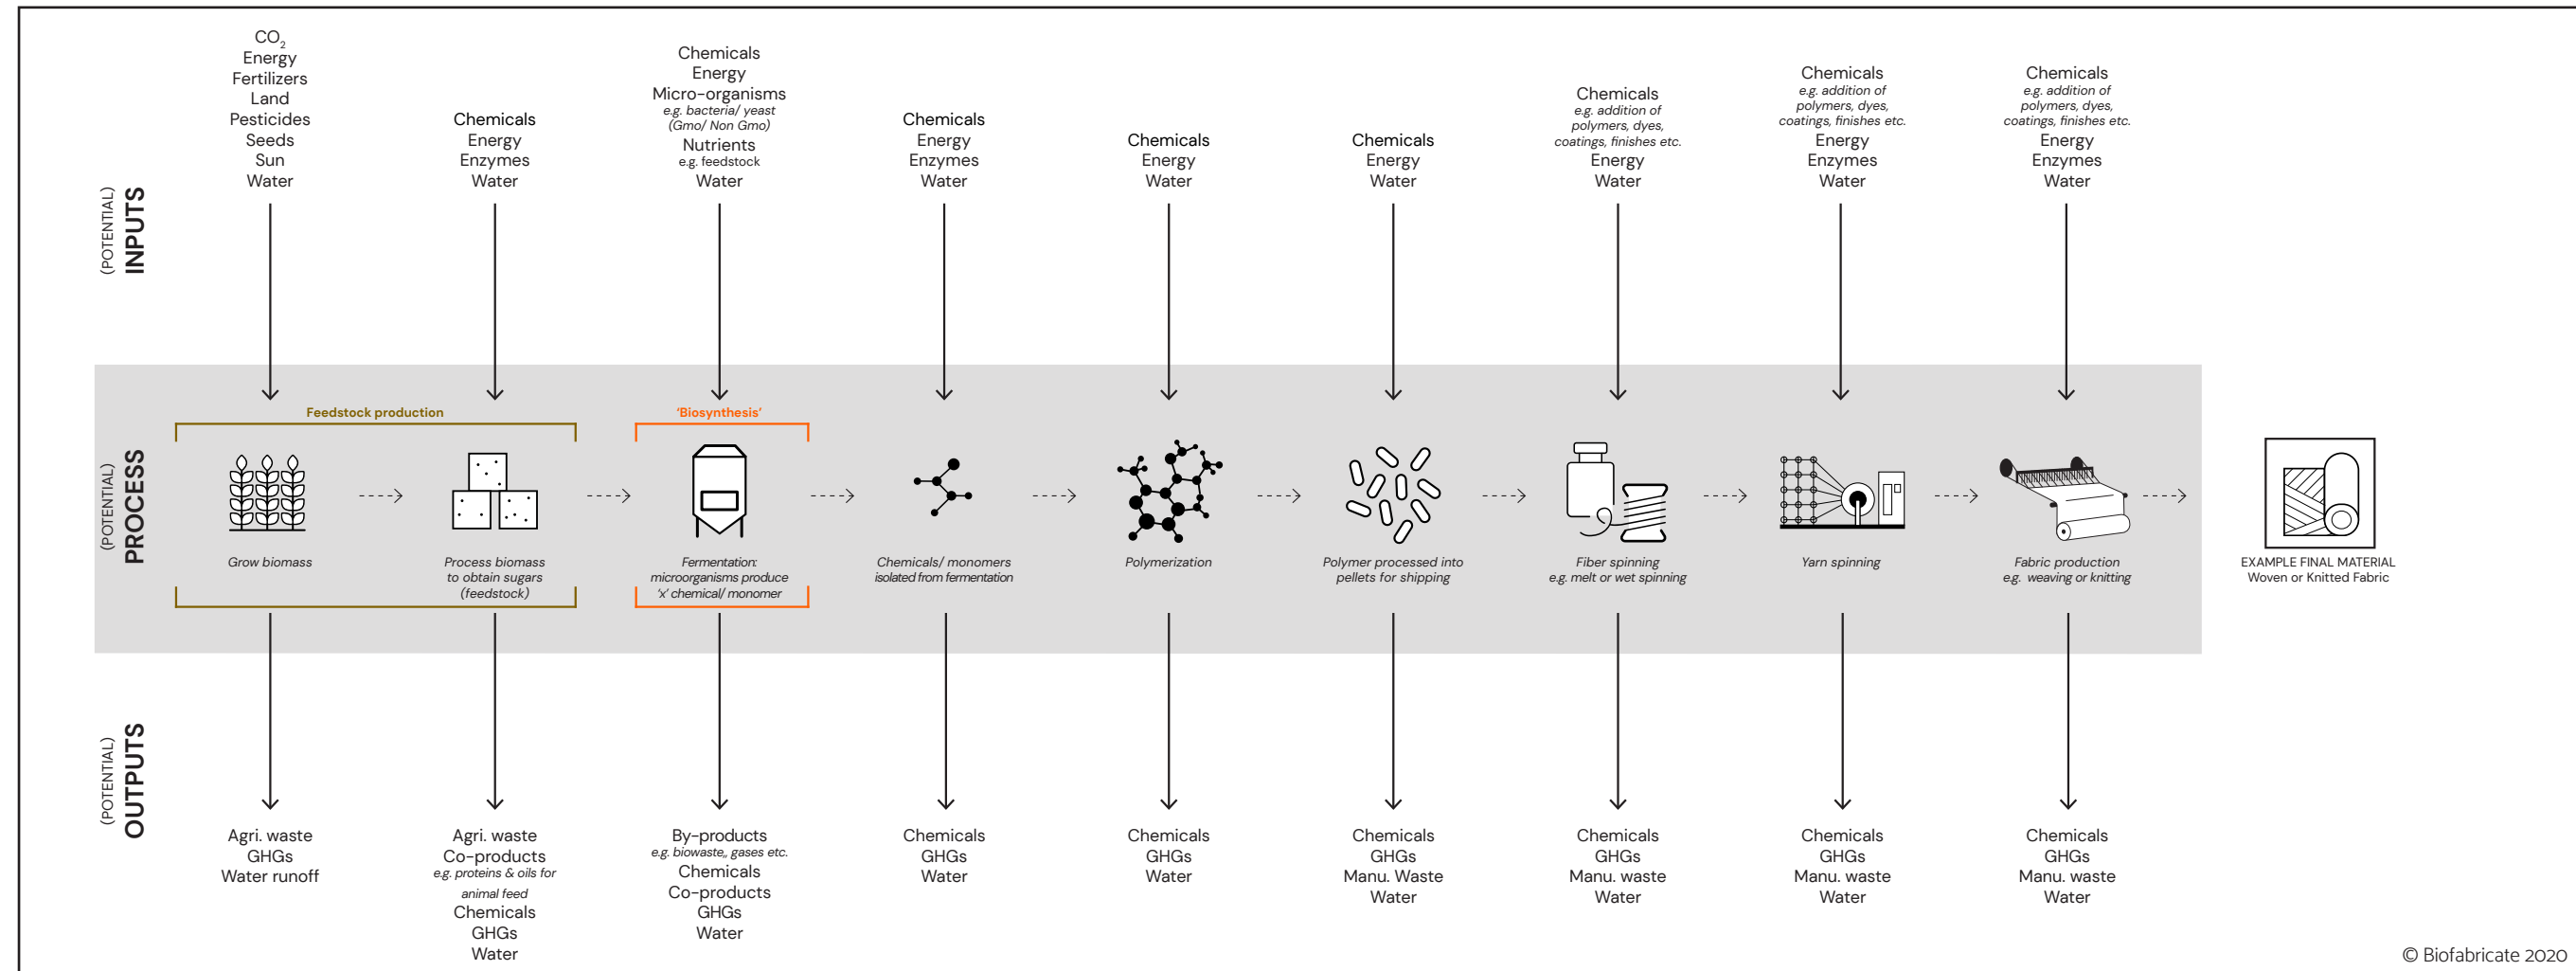 (POTENTIAL)
INPUTS
CO2
Energy
Fertilizers
Land
Pesticides
Seeds
Sun
Water
Chemicals
Energy
Enzymes
Water
Chemicals
Energy
Micro-organisms
e.g. bacteria/ yeast
(Gmo/ Non Gmo)
Nutrients
e.g. feedstock
Water
Chemicals
Energy
Enzymes
Water
Chemicals
Energy
Water
Chemicals
Energy
Water
Chemicals
e.g. addition of
polymers, dyes,
coatings, finishes etc.
Energy
Water
Chemicals
e.g. addition of
polymers, dyes,
coatings, finishes etc.
Energy
Enzymes
Water
Chemicals
e.g. addition of
polymers, dyes,
coatings, finishes etc.
Energy
Enzymes
Water
(POTENTIAL)
PROCESS
Feedstock production
'Biosynthesis'
Grow biomass
Process biomass
to obtain sugars
(feedstock)
Fermentation:
microorganisms produce
'x' chemical/ monomer
Chemicals/ monomers
isolated from fermentation
Polymerization
Polymer processed into
pellets for shipping
Fiber spinning
e.g. melt or wet spinning
Yarn spinning
Fabric production
e.g. weaving or knitting
EXAMPLE FINAL MATERIAL
Woven or Knitted Fabric
(POTENTIAL)
OUTPUTS
Agri. waste
GHGs
Water runoff
Agri. waste
Co-products
e.g. proteins & oils for
animal feed
Chemicals
GHGs
Water
By-products
e.g. biowaste,, gases etc.
Chemicals
Co-products
GHGs
Water
Chemicals
GHGs
Water
Chemicals
GHGs
Water
Chemicals
GHGs
Manu. Waste
Water
Chemicals
GHGs
Manu. waste
Water
Chemicals
GHGs
Manu. waste
Water
Chemicals
GHGs
Manu. waste
Water
© Biofabricate 2020